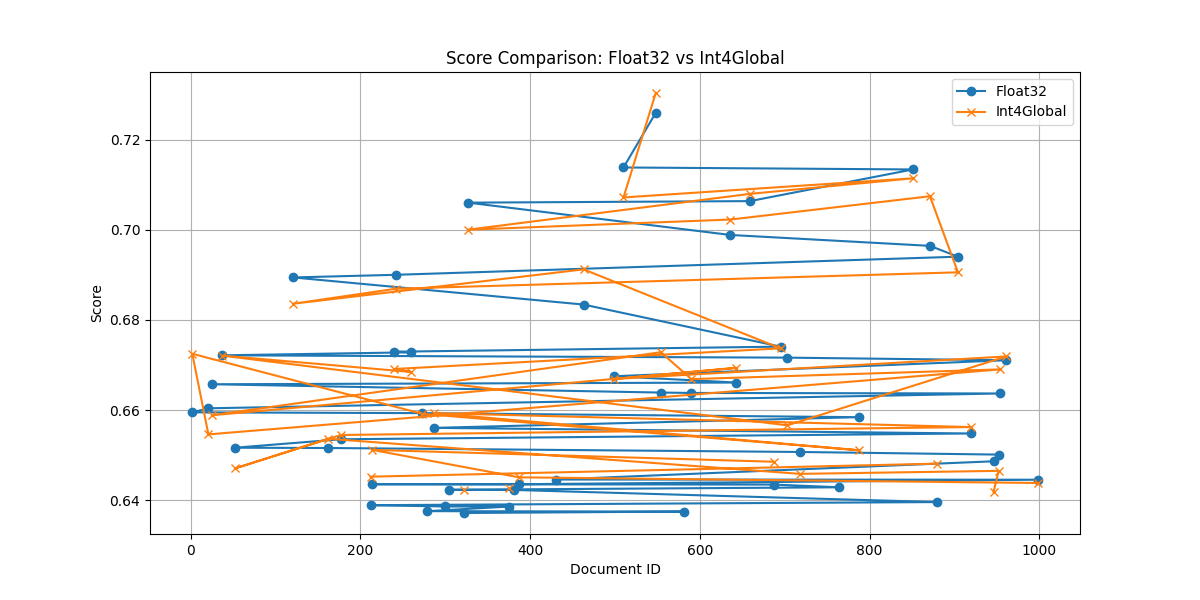 Score Comparison: Float32 vs Int4Global
Float32
Int4Global
0.72
0.70
0.68
0.66
0.64
Score
0
200
400
600
800
1000
Document ID